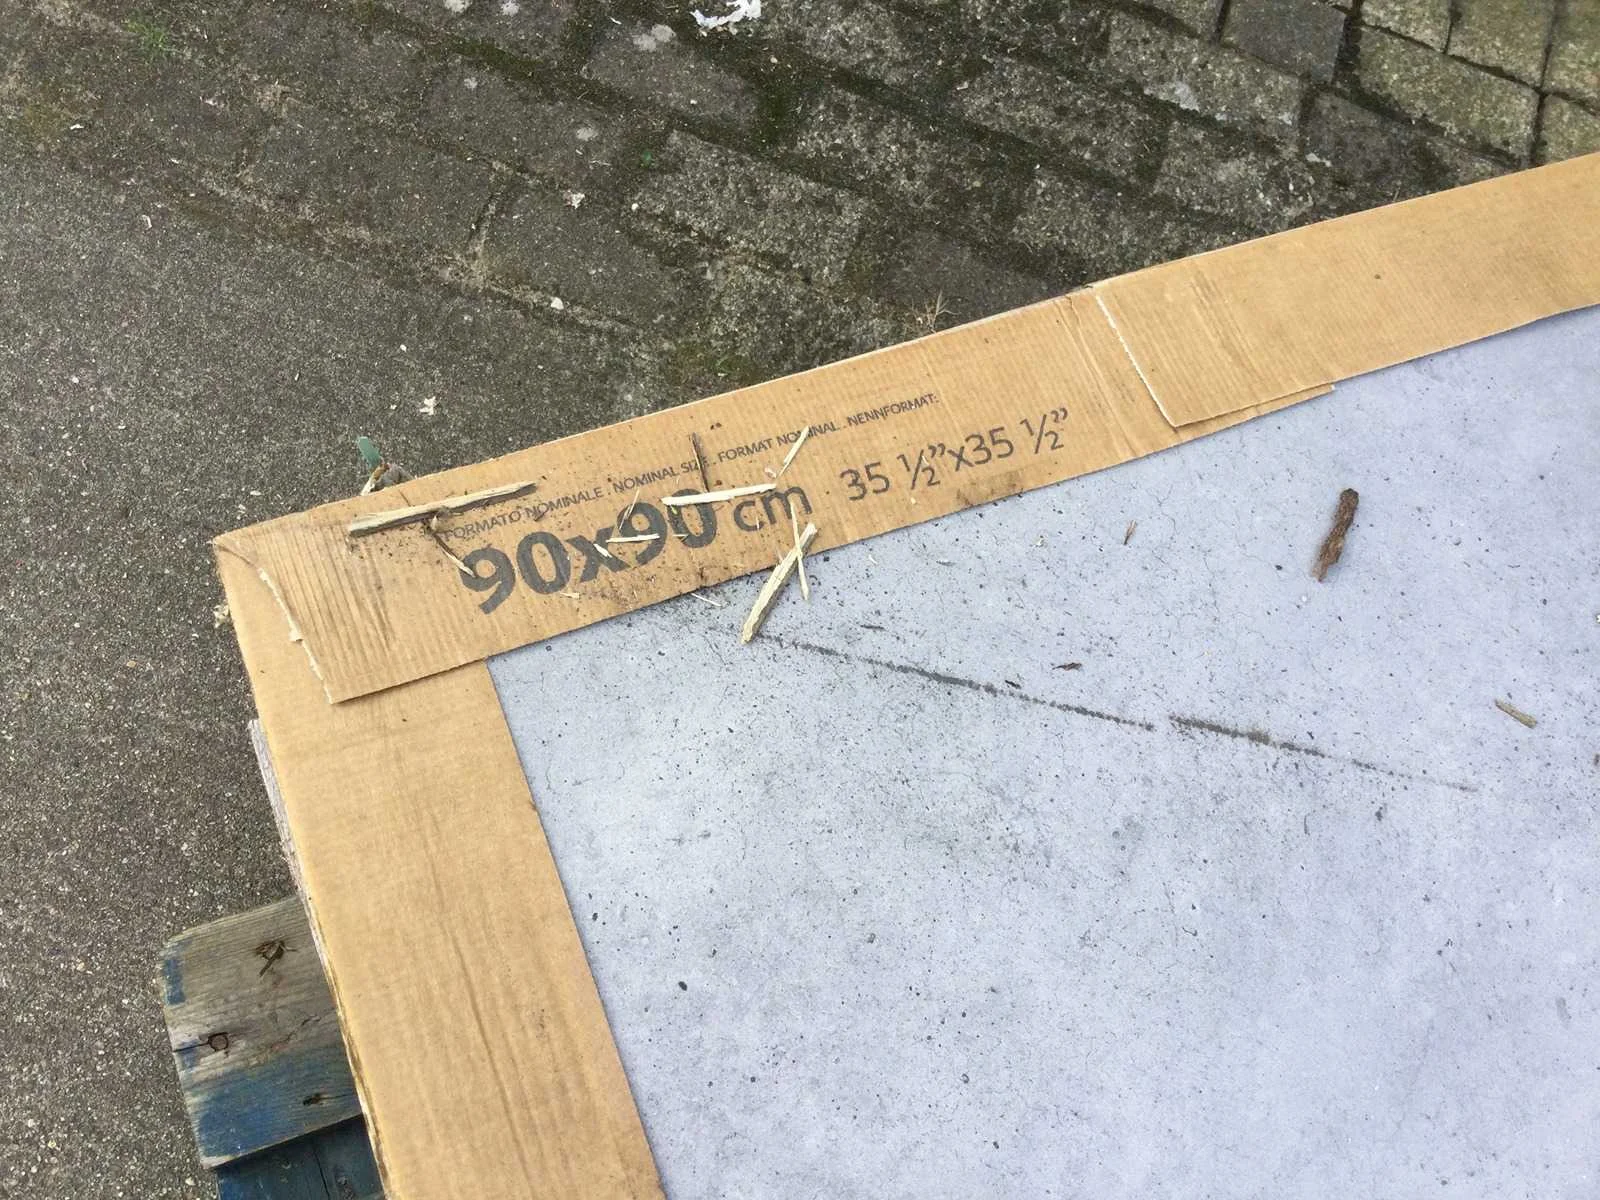 FORMATO NOMINALE . NOMINAL SIZE . FORMAT NOMINAL . NENNFORMAT:
90x90 cm 35 ½”x35 ½”